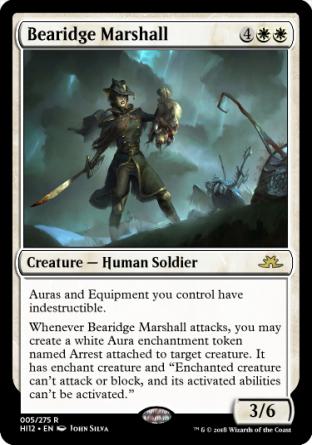 Bearidge Marshall 4
Creature — Human Soldier
Auras and Equipment you control have
indestructible.
Whenever Bearidge Marshall attacks, you may
create a white Aura enchantment token
named Arrest attached to target creature. It
has enchant creature and “Enchanted creature
can’t attack or block, and its activated abilities
can’t be activated.”
3/6
005/275 R
HI12 • EN John Silva
™ & © 2018 Wizards of the Coast